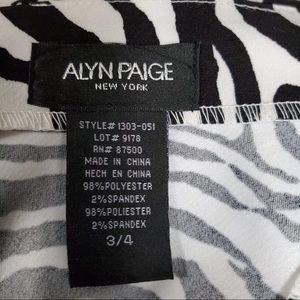 ALYN PAIGE
NEW YORK
STYLE# 1303-051
LOT# 9178
RN# 87500
MADE IN CHINA
HECH EN CHINA
98%POLYESTER
2%SPANDEX
98%POLIESTER
2%SPANDEX
3/4